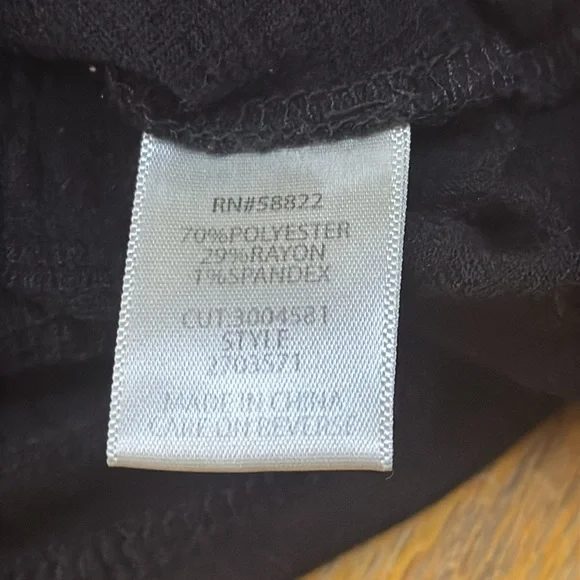 RN#58822
70%POLYESTER
29%RAYON
1%SPANDEX
CUT:3004581
STYLE
2703571
MADE IN CHINA
CARE ON REVERSE